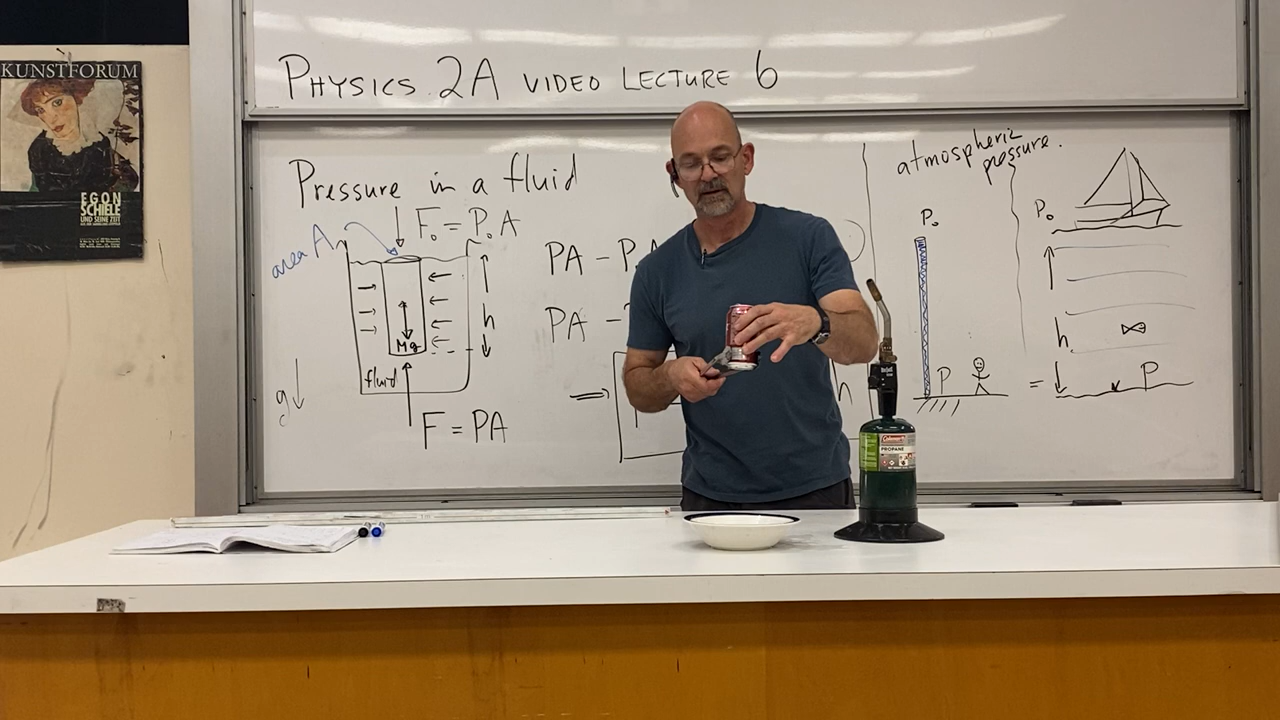 KUNSTFORUM
EGON
SCHIELE
UND SEINE ZEIT
PHYSICS 2A VIDEO LECTURE 6
Pressure in a fluid
area A
F₀ = P₀A
h
Mg
fluid
g
F = PA
PA - P
PA -
⇒
h
atmospheric
pressure.
P₀
P
=
P₀
h
P
Coleman
PROPANE